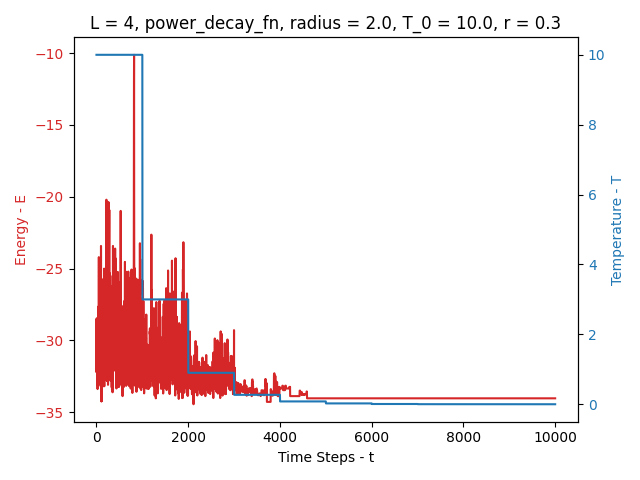 L = 4, power_decay_fn, radius = 2.0, T_0 = 10.0, r = 0.3
−10
−15
−20
−25
−30
−35
Energy - E
10
8
6
4
2
0
Temperature - T
0 2000 4000 6000 8000 10000
Time Steps - t